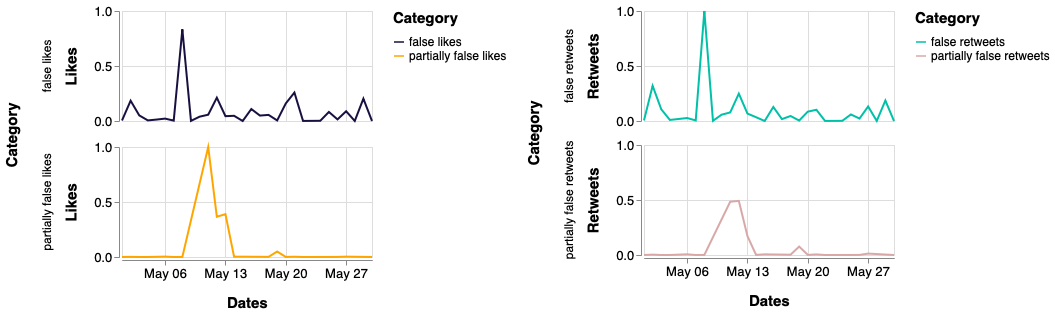 Category
false likes
Likes
1.0
0.5
0.0
partially false likes
Likes
1.0
0.5
0.0
May 06
May 13
May 20
May 27
Dates
Category
false likes
partially false likes
Category
false retweets
Retweets
1.0
0.5
0.0
partially false retweets
Retweets
1.0
0.5
0.0
May 06
May 13
May 20
May 27
Dates
Category
false retweets
partially false retweets